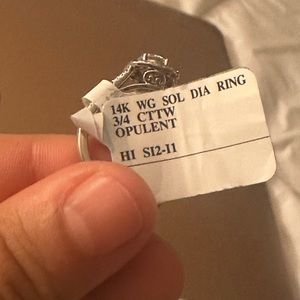 14K WG SOL DIA RING
3/4 CTTW
OPULENT
HI SI2-I1